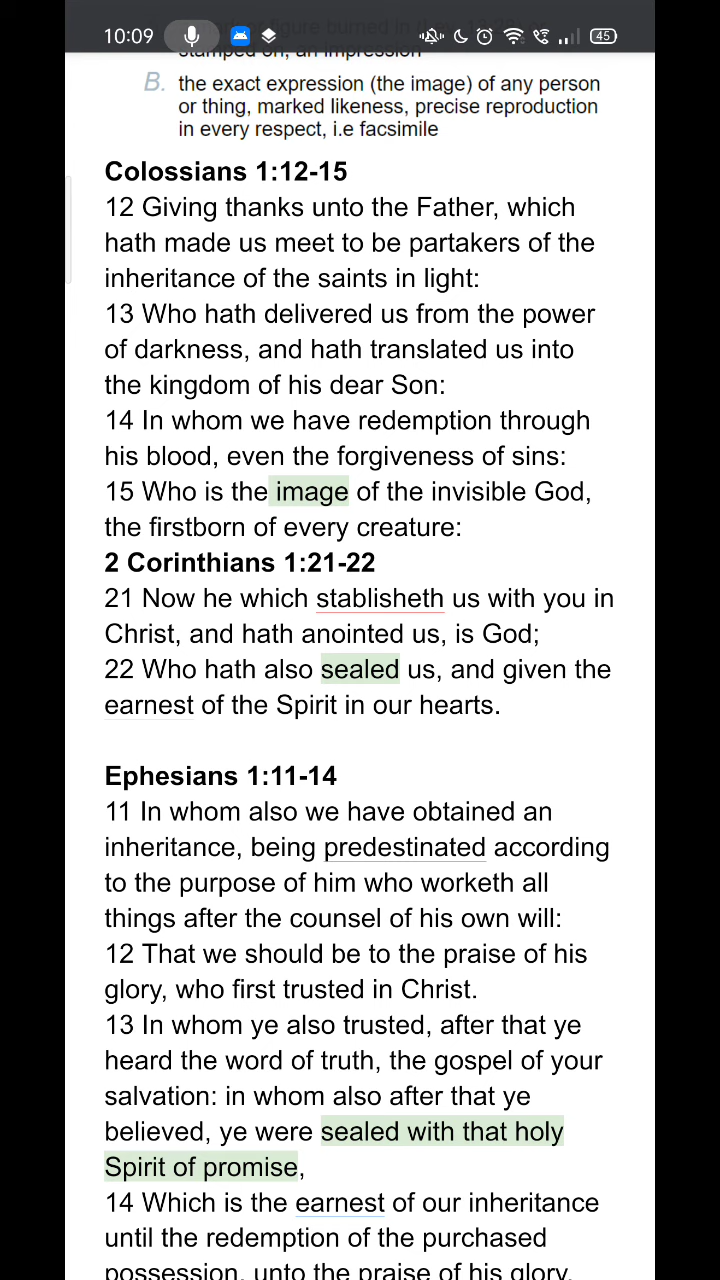 10:09
45
stamped on, an impression
B. the exact expression (the image) of any person
or thing, marked likeness, precise reproduction
in every respect, i.e facsimile
Colossians 1:12-15
12 Giving thanks unto the Father, which
hath made us meet to be partakers of the
inheritance of the saints in light:
13 Who hath delivered us from the power
of darkness, and hath translated us into
the kingdom of his dear Son:
14 In whom we have redemption through
his blood, even the forgiveness of sins:
15 Who is the image of the invisible God,
the firstborn of every creature:
2 Corinthians 1:21-22
21 Now he which stablisheth us with you in
Christ, and hath anointed us, is God;
22 Who hath also sealed us, and given the
earnest of the Spirit in our hearts.
Ephesians 1:11-14
11 In whom also we have obtained an
inheritance, being predestinated according
to the purpose of him who worketh all
things after the counsel of his own will:
12 That we should be to the praise of his
glory, who first trusted in Christ.
13 In whom ye also trusted, after that ye
heard the word of truth, the gospel of your
salvation: in whom also after that ye
believed, ye were sealed with that holy
Spirit of promise,
14 Which is the earnest of our inheritance
until the redemption of the purchased
possession, unto the praise of his glory.